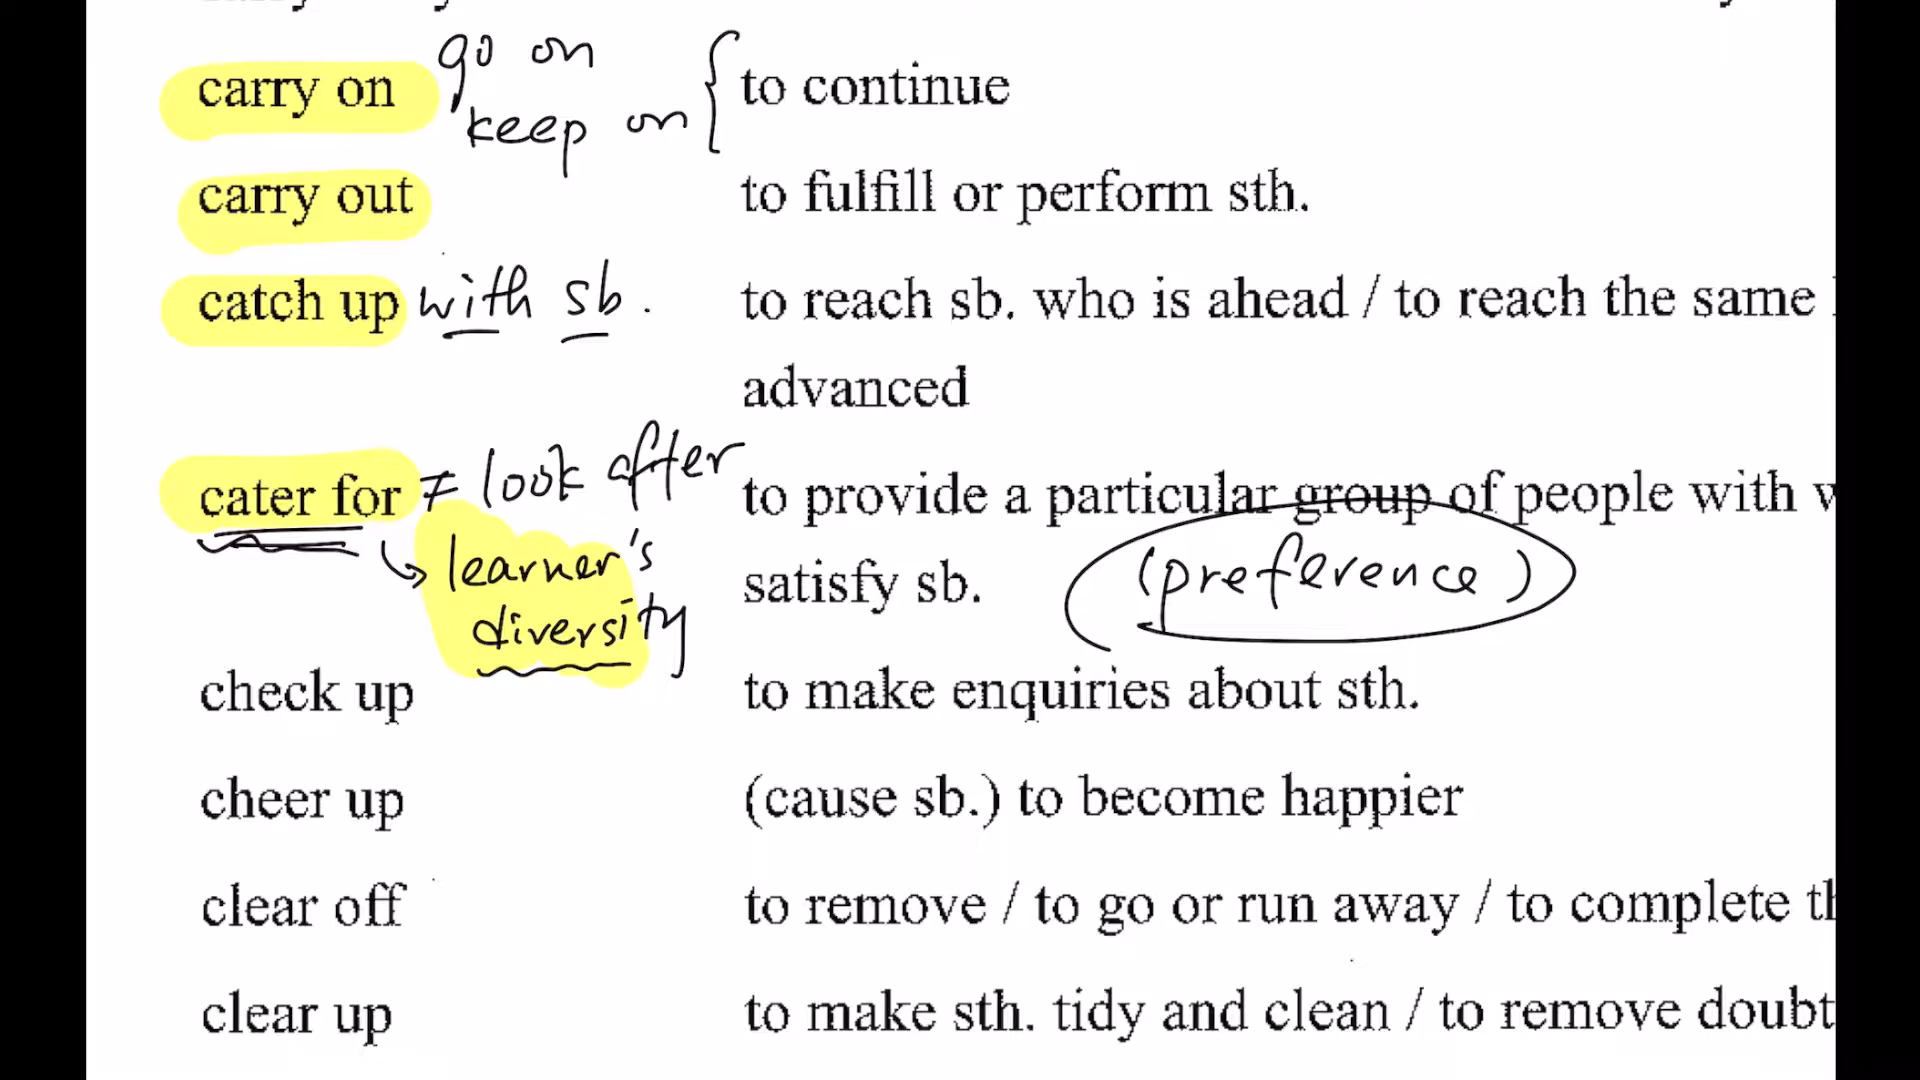 go on
carry on to continue
keep on
carry out to fulfill or perform sth.
catch up with sb. to reach sb. who is ahead / to reach the same
advanced
cater for ≠ look after to provide a particular group of people with
learner's satisfy sb. (preference)
diversity
check up to make enquiries about sth.
cheer up (cause sb.) to become happier
clear off to remove / to go or run away / to complete
clear up to make sth. tidy and clean / to remove doubt